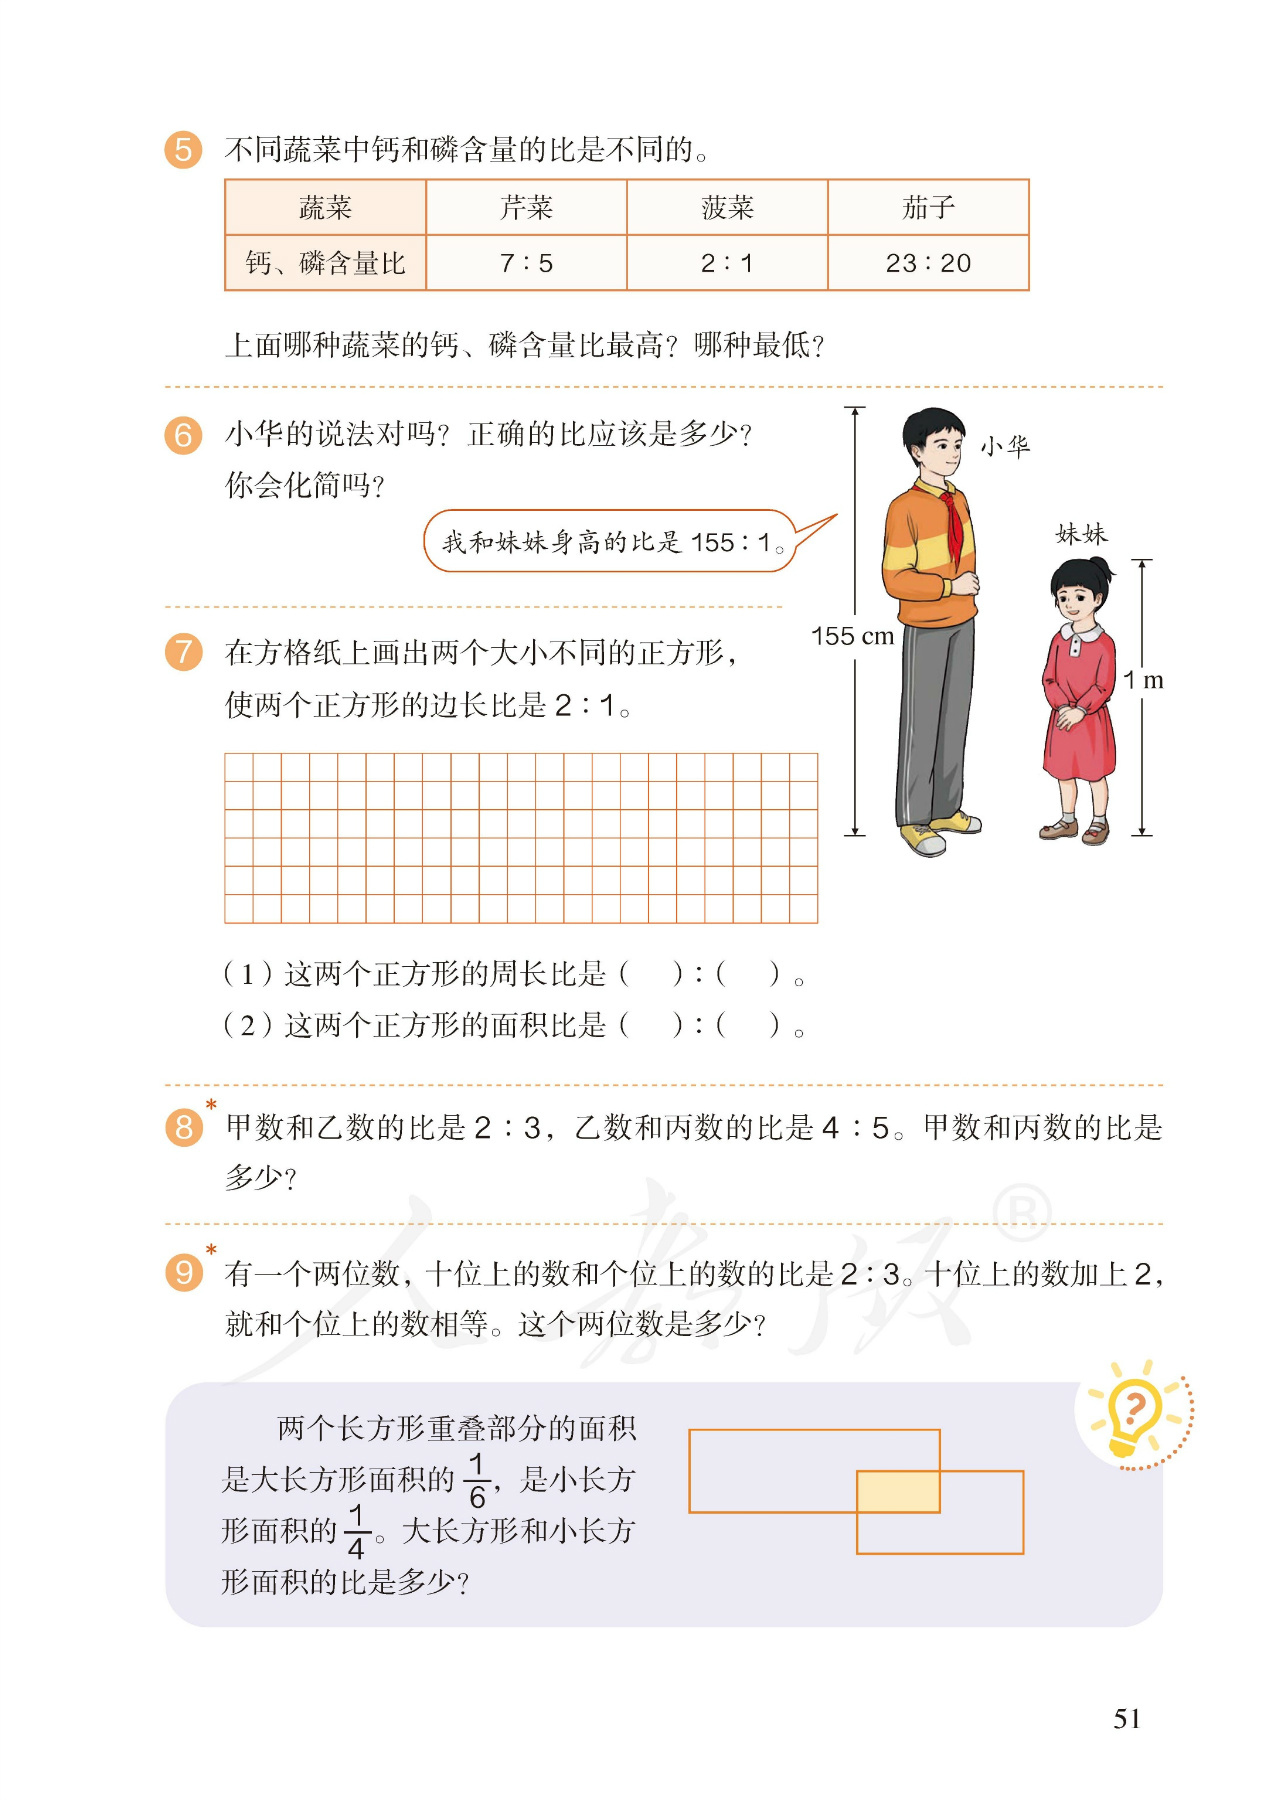 5 不同蔬菜中钙和磷含量的比是不同的。
蔬菜 芹菜 菠菜 茄子
钙、磷含量比 7:5 2:1 23:20
上面哪种蔬菜的钙、磷含量比最高?哪种最低?
6 小华的说法对吗?正确的比应该是多少?
你会化简吗?
小华
我和妹妹身高的比是 155:1。
妹妹
155 cm
1 m
7 在方格纸上画出两个大小不同的正方形,
使两个正方形的边长比是 2:1。
(1)这两个正方形的周长比是( ):( )。
(2)这两个正方形的面积比是( ):( )。
8* 甲数和乙数的比是 2:3,乙数和丙数的比是 4:5。甲数和丙数的比是
多少?
9* 有一个两位数,十位上的数和个位上的数的比是 2:3。十位上的数加上 2,
就和个位上的数相等。这个两位数是多少?
人教版®
?
两个长方形重叠部分的面积
是大长方形面积的 1/6,是小长方
形面积的 1/4。大长方形和小长方
形面积的比是多少?
51